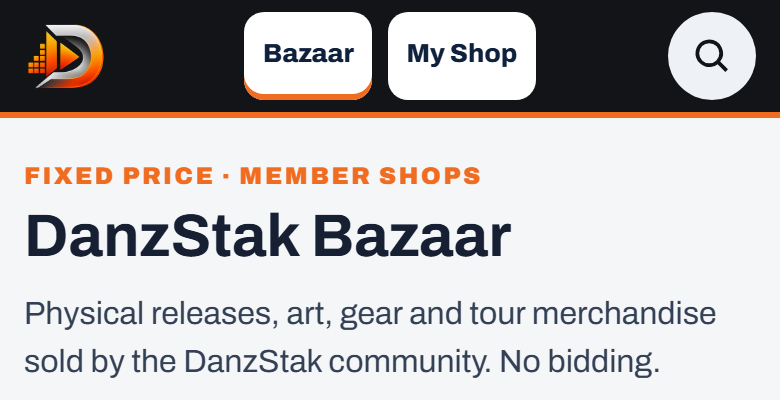 Bazaar
My Shop
FIXED PRICE · MEMBER SHOPS
DanzStak Bazaar
Physical releases, art, gear and tour merchandise
sold by the DanzStak community. No bidding.